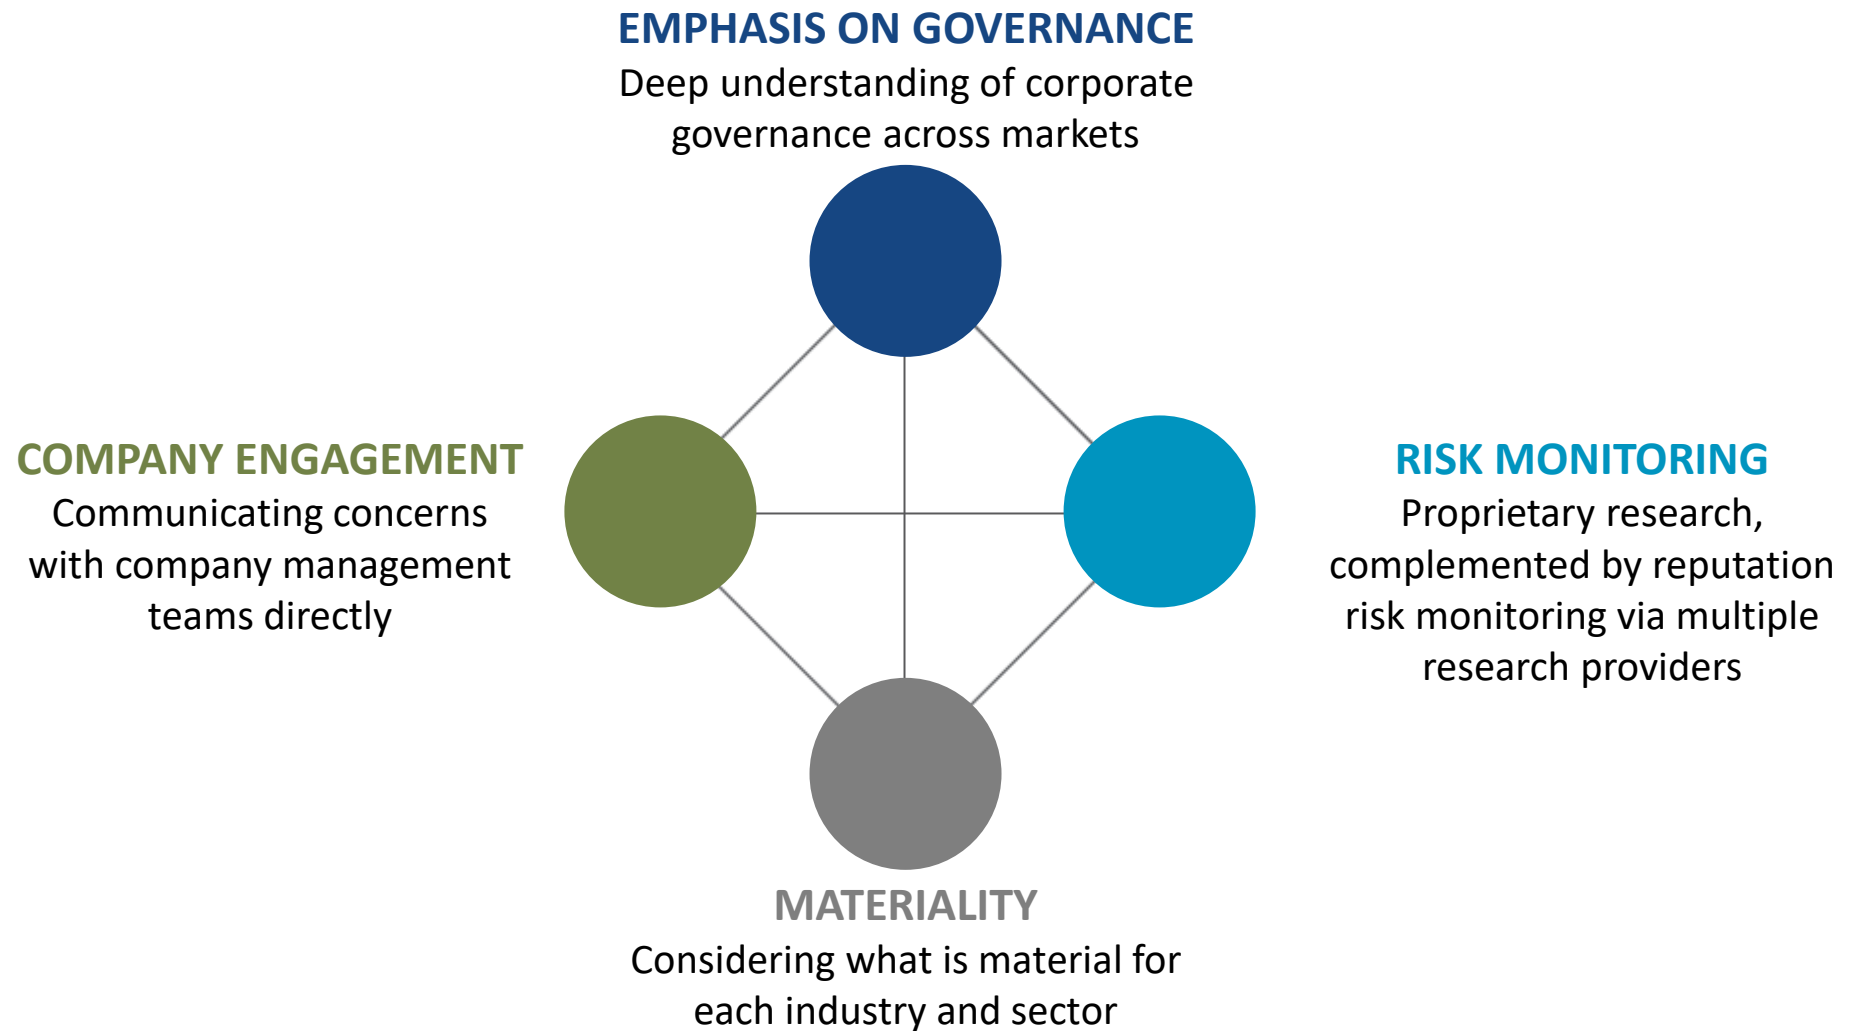 EMPHASIS ON GOVERNANCE
Deep understanding of corporate
governance across markets
COMPANY ENGAGEMENT
Communicating concerns
with company management
teams directly
RISK MONITORING
Proprietary research,
complemented by reputation
risk monitoring via multiple
research providers
MATERIALITY
Considering what is material for
each industry and sector